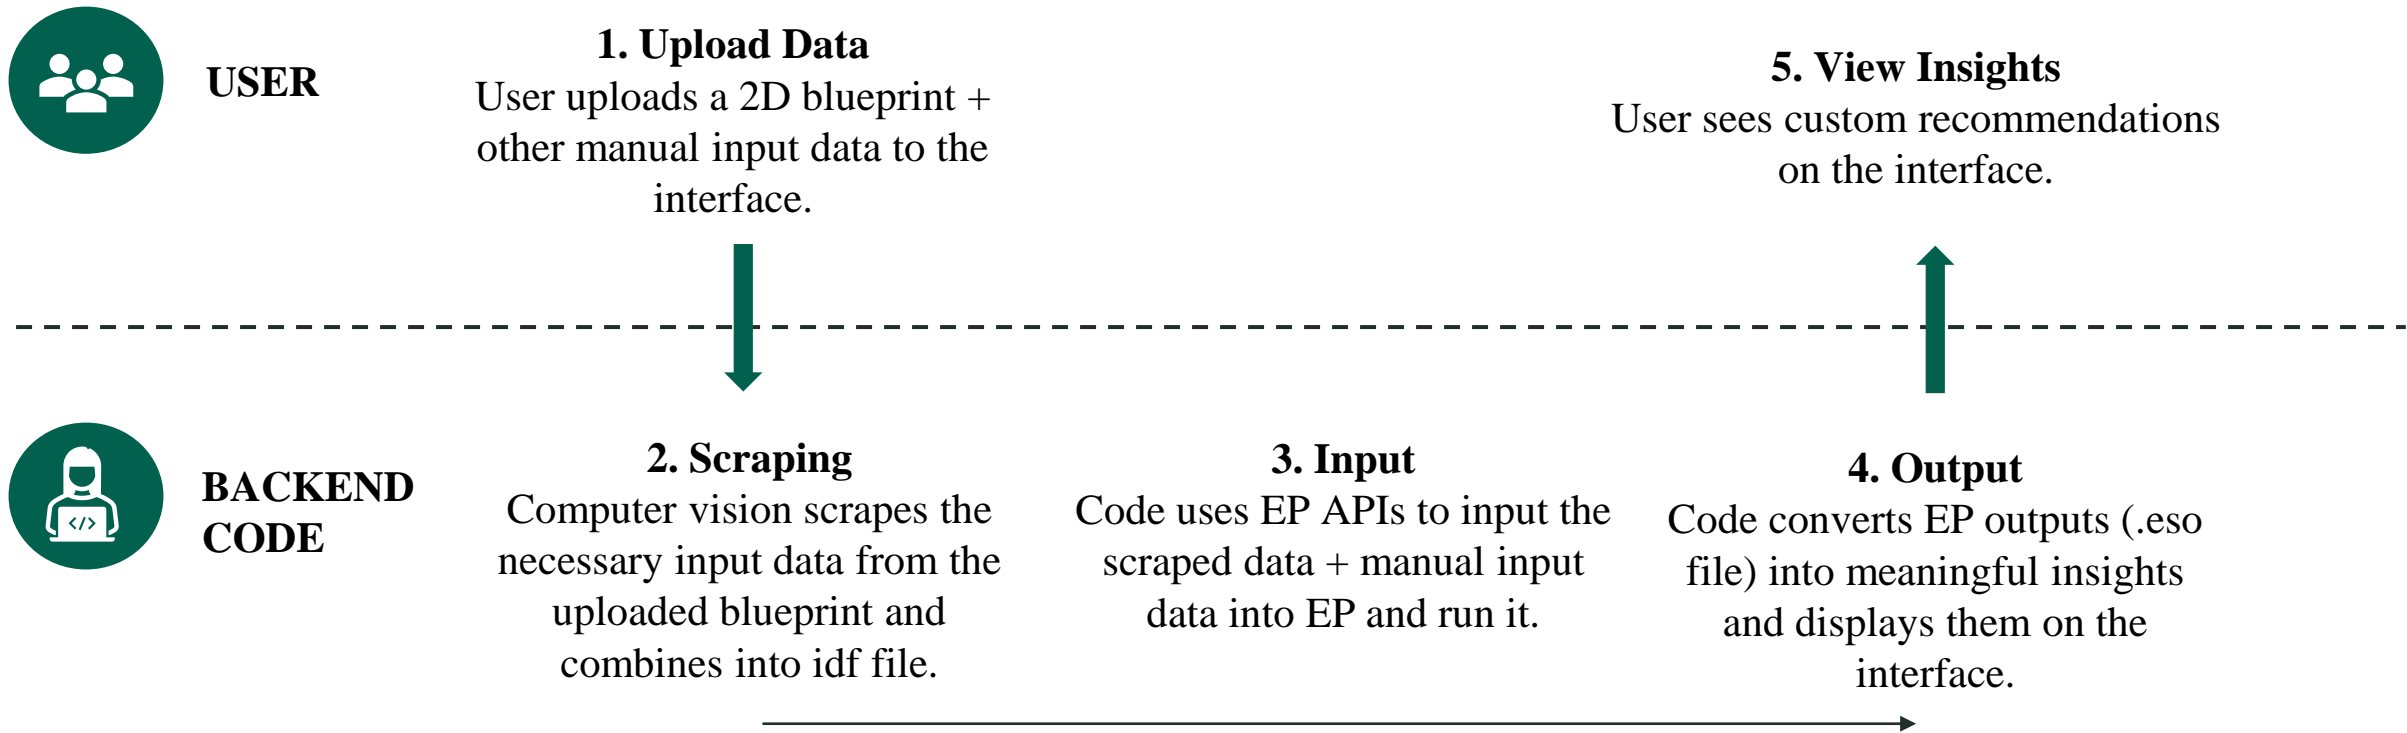 USER
1. Upload Data
User uploads a 2D blueprint +
other manual input data to the
interface.
5. View Insights
User sees custom recommendations
on the interface.
BACKEND
CODE
</>
2. Scraping
Computer vision scrapes the
necessary input data from the
uploaded blueprint and
combines into idf file.
3. Input
Code uses EP APIs to input the
scraped data + manual input
data into EP and run it.
4. Output
Code converts EP outputs (.eso
file) into meaningful insights
and displays them on the
interface.